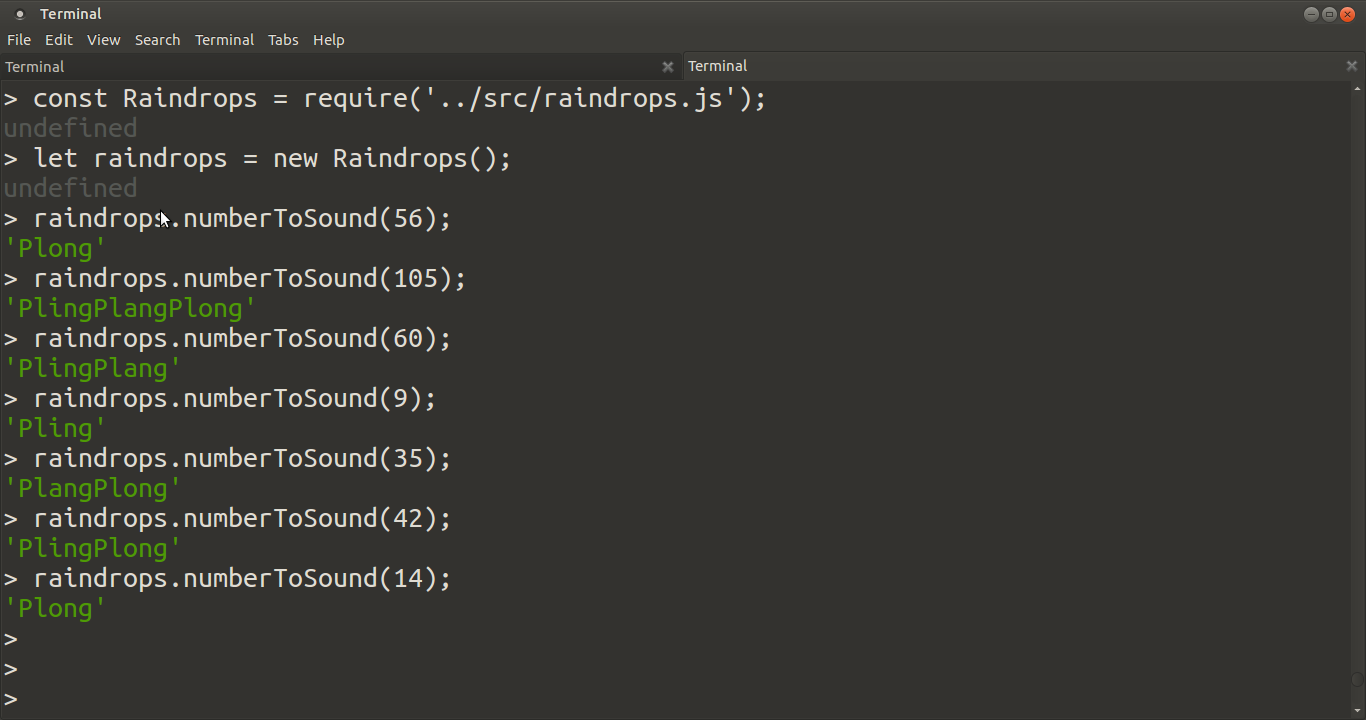 Terminal
File Edit View Search Terminal Tabs Help
Terminal Terminal
> const Raindrops = require('../src/raindrops.js');
undefined
> let raindrops = new Raindrops();
undefined
> raindrops.numberToSound(56);
'Plong'
> raindrops.numberToSound(105);
'PlingPlangPlong'
> raindrops.numberToSound(60);
'PlingPlang'
> raindrops.numberToSound(9);
'Pling'
> raindrops.numberToSound(35);
'PlangPlong'
> raindrops.numberToSound(42);
'PlingPlong'
> raindrops.numberToSound(14);
'Plong'
>
>
>